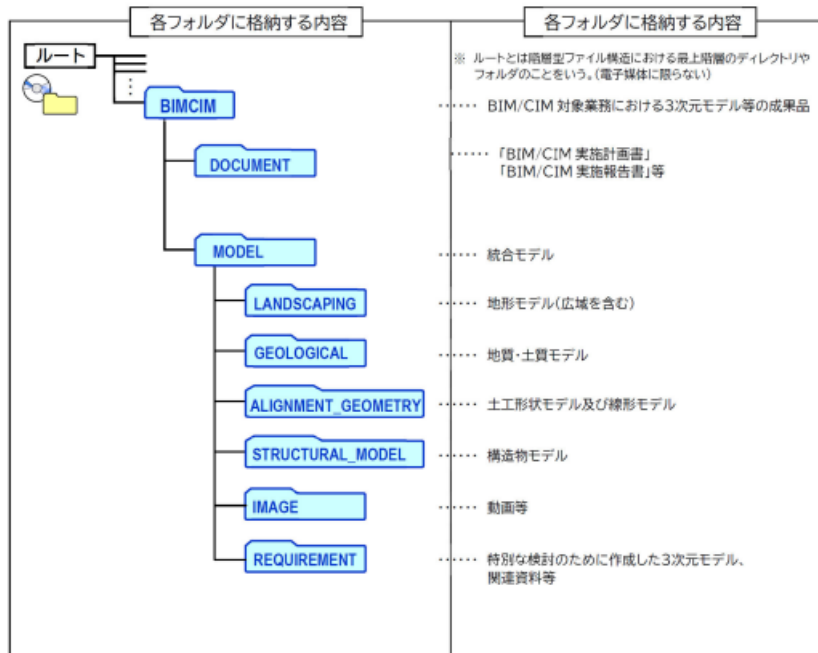 各フォルダに格納する内容
各フォルダに格納する内容
ルート
※ ルートとは階層型ファイル構造における最上階層のディレクトリや
フォルダのことをいう。(電子媒体に限らない)
BIMCIM
…… BIM/CIM 対象業務における3次元モデル等の成果品
DOCUMENT
…… 「BIM/CIM 実施計画書」
「BIM/CIM 実施報告書」等
MODEL
…… 統合モデル
LANDSCAPING
…… 地形モデル(広域を含む)
GEOLOGICAL
…… 地質・土質モデル
ALIGNMENT_GEOMETRY
…… 土工形状モデル及び線形モデル
STRUCTURAL_MODEL
…… 構造物モデル
IMAGE
…… 動画等
REQUIREMENT
…… 特別な検討のために作成した3次元モデル、
関連資料等